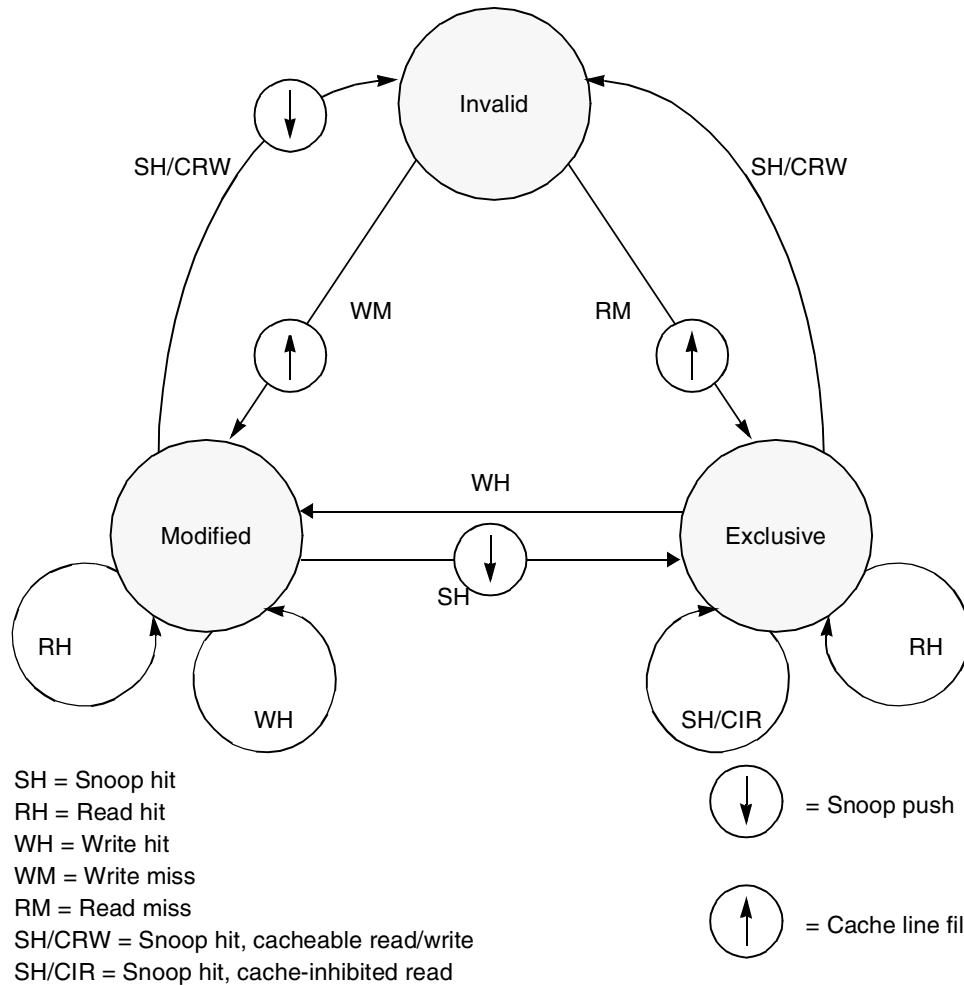 Invalid
SH/CRW
SH/CRW
WM
RM
WH
Modified
Exclusive
SH
RH
WH
SH/CIR
RH
SH = Snoop hit
RH = Read hit
WH = Write hit
WM = Write miss
RM = Read miss
SH/CRW = Snoop hit, cacheable read/write
SH/CIR = Snoop hit, cache-inhibited read
= Snoop push
= Cache line fil